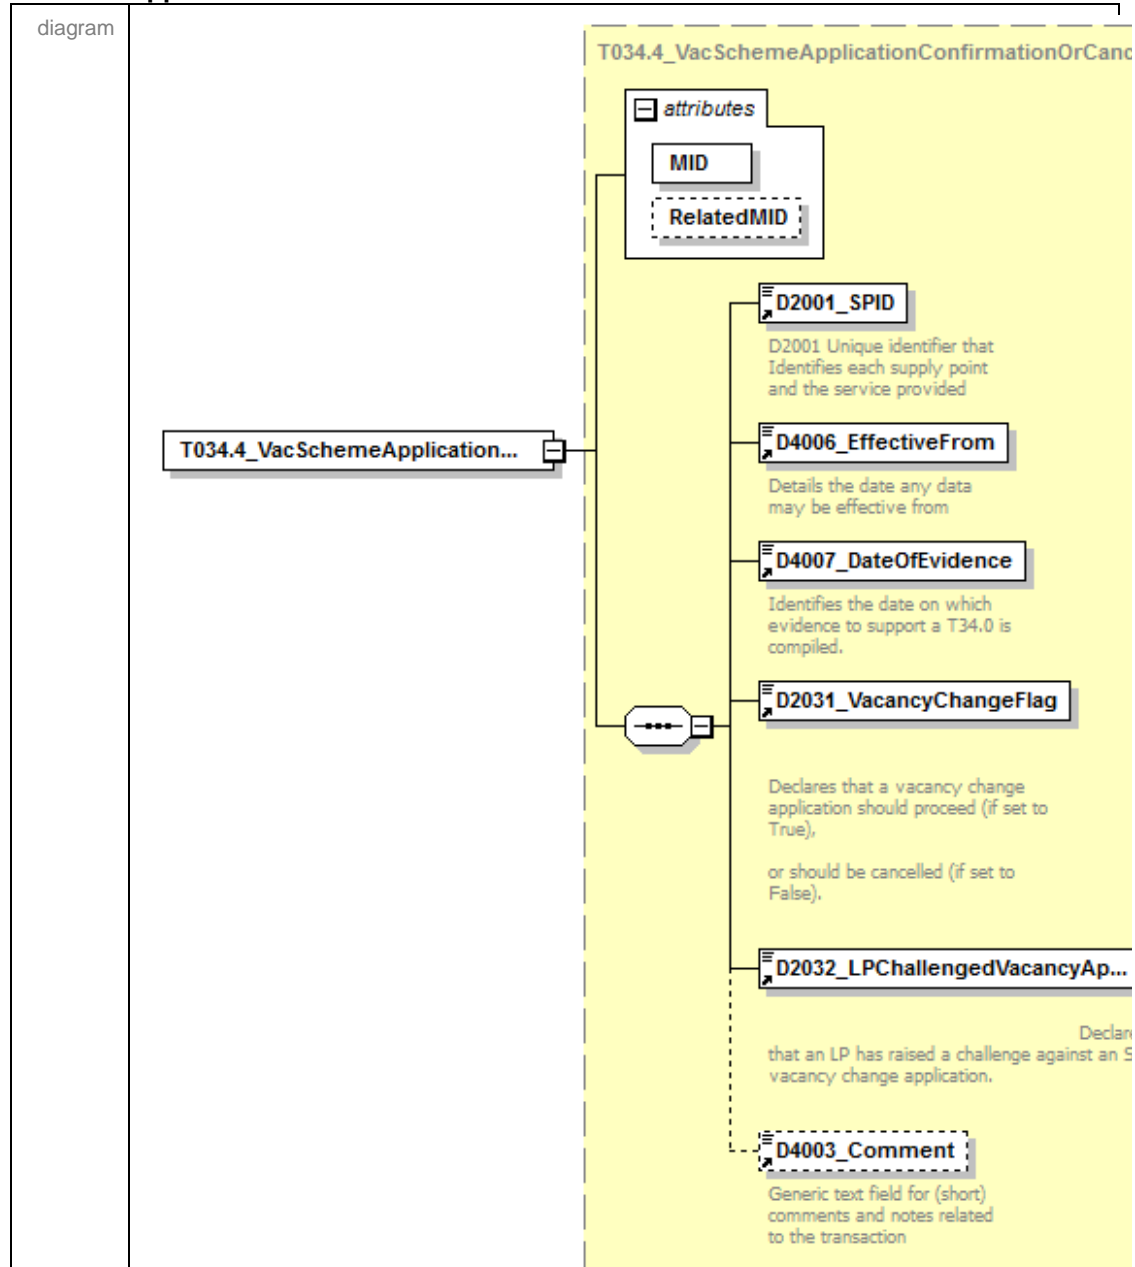 diagram
T034.4_VacSchemeApplicationConfirmationOrCanc
attributes
MID
RelatedMID
D2001_SPID
D2001 Unique identifier that
Identifies each supply point
and the service provided
T034.4_VacSchemeApplication...
D4006_EffectiveFrom
Details the date any data
may be effective from
D4007_DateOfEvidence
Identifies the date on which
evidence to support a T34.0 is
compiled.
D2031_VacancyChangeFlag
Declares that a vacancy change
application should proceed (if set to
True),
or should be cancelled (if set to
False).
D2032_LPChallengedVacancyAp...
Declare
that an LP has raised a challenge against an S
vacancy change application.
D4003_Comment
Generic text field for (short)
comments and notes related
to the transaction